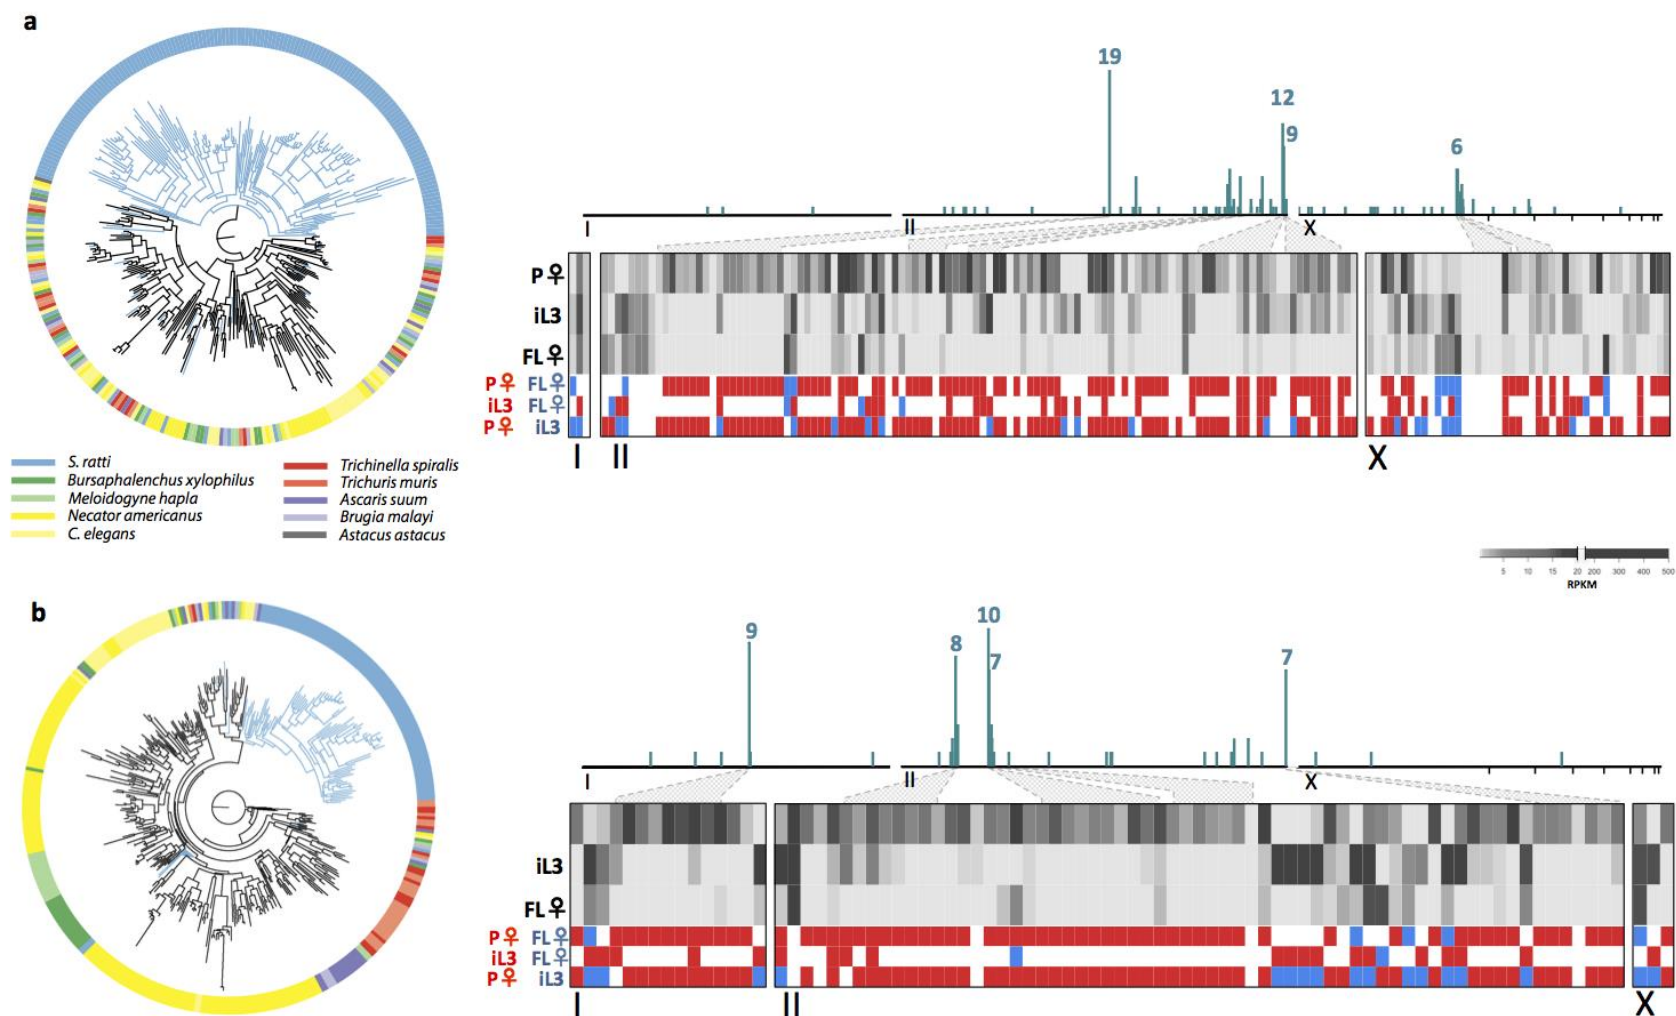 a
19
12
9
6
I
II
X
P♀
iL3
FL♀
P♀ FL♀
iL3 FL♀
P♀ iL3
I
II
X
S. ratti
Bursaphalenchus xylophilus
Meloidogyne hapla
Necator americanus
C. elegans
Trichinella spiralis
Trichuris muris
Ascaris suum
Brugia malayi
Astacus astacus
5 10 15 20 200 300 400 500
RPKM
b
9
8
10
7
7
I
II
X
iL3
FL♀
P♀ FL♀
iL3 FL♀
P♀ iL3
I
II
X